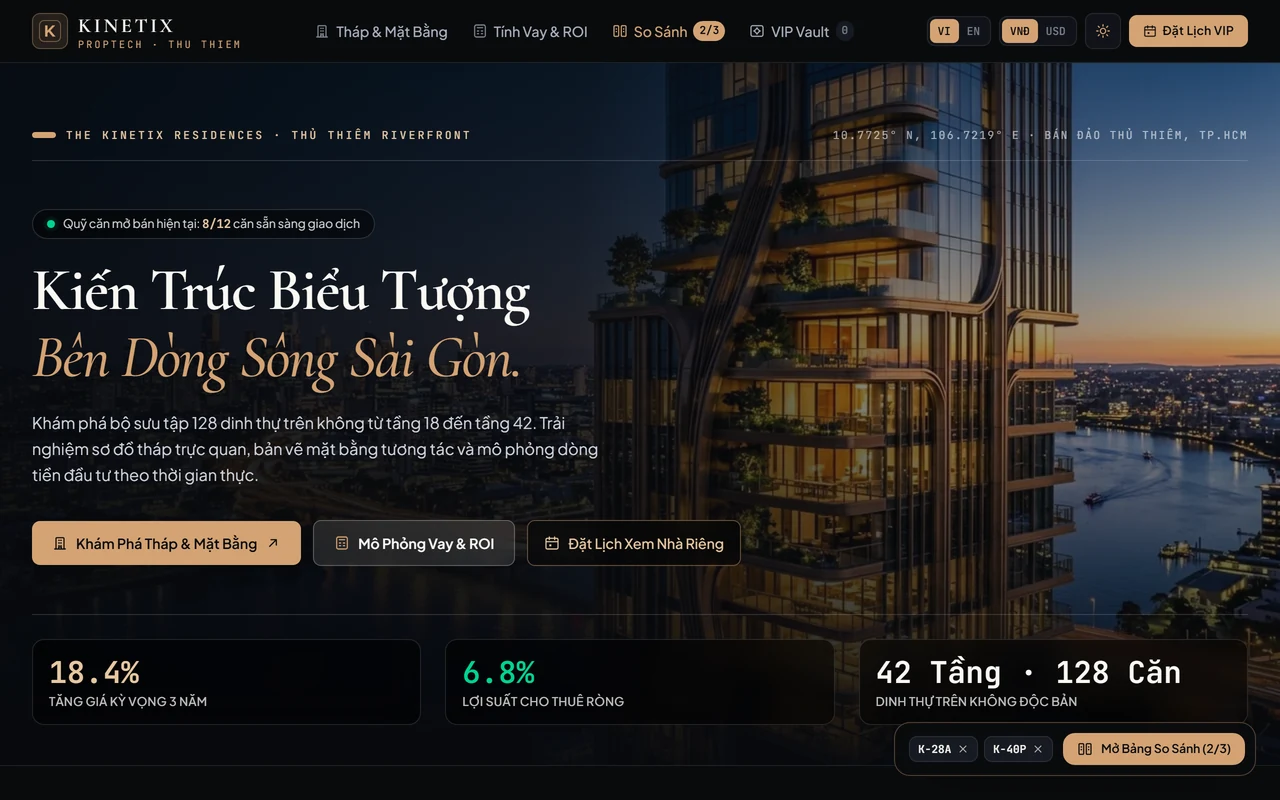 K KINETIX
PROPTECH · THU THIEM
Tháp & Mặt Bằng
Tính Vay & ROI
So Sánh 2/3
VIP Vault 0
VI EN
VNĐ USD
Đặt Lịch VIP
THE KINETIX RESIDENCES · THỦ THIÊM RIVERFRONT
10.7725° N, 106.7219° E · BÁN ĐẢO THỦ THIÊM, TP.HCM
Quỹ căn mở bán hiện tại: 8/12 căn sẵn sàng giao dịch
Kiến Trúc Biểu Tượng
Bên Dòng Sông Sài Gòn.
Khám phá bộ sưu tập 128 dinh thự trên không từ tầng 18 đến tầng 42. Trải
nghiệm sơ đồ tháp trực quan, bản vẽ mặt bằng tương tác và mô phỏng dòng
tiền đầu tư theo thời gian thực.
Khám Phá Tháp & Mặt Bằng
Mô Phỏng Vay & ROI
Đặt Lịch Xem Nhà Riêng
18.4%
TĂNG GIÁ KỲ VỌNG 3 NĂM
6.8%
LỢI SUẤT CHO THUÊ RÒNG
42 Tầng · 128 Căn
DINH THỰ TRÊN KHÔNG ĐỘC BẢN
K-28A ×
K-40P ×
Mở Bảng So Sánh (2/3)